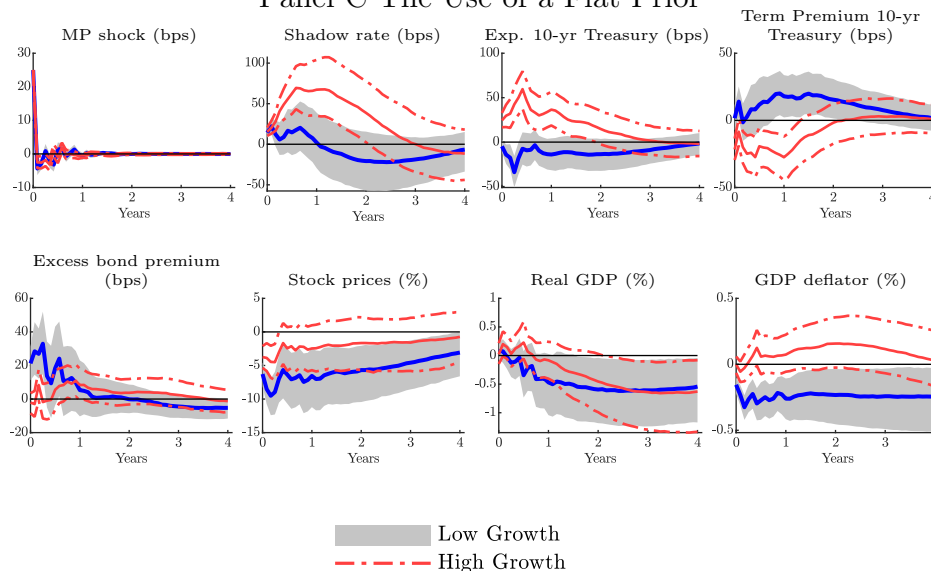 Panel C The Use of a Flat Prior
MP shock (bps)
30
20
10
0
-10
0 1 2 3 4
Years
Shadow rate (bps)
100
50
0
-50
0 1 2 3 4
Years
Exp. 10-yr Treasury (bps)
100
50
0
-50
0 1 2 3 4
Years
Term Premium 10-yr
Treasury (bps)
50
0
50
0 1 2 3 4
Years
Excess bond premium
(bps)
60
40
20
0
-20
0 1 2 3 4
Years
Stock prices (%)
5
0
-5
-10
-15
0 1 2 3 4
Years
Real GDP (%)
1
0.5
0
-0.5
-1
0 1 2 3 4
Years
GDP deflator (%)
0.5
0
-0.5
0 1 2 3 4
Years
Low Growth
High Growth